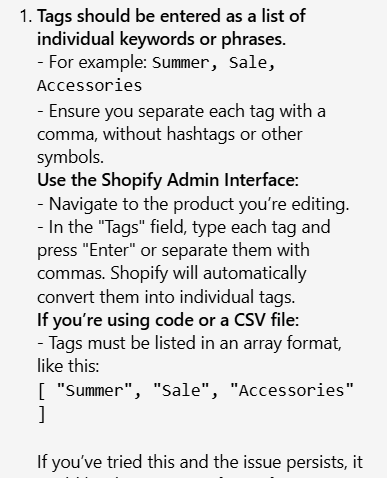 1. Tags should be entered as a list of
individual keywords or phrases.
- For example: Summer, Sale,
Accessories
- Ensure you separate each tag with a
comma, without hashtags or other
symbols.
Use the Shopify Admin Interface:
- Navigate to the product you’re editing.
- In the "Tags" field, type each tag and
press "Enter" or separate them with
commas. Shopify will automatically
convert them into individual tags.
If you’re using code or a CSV file:
- Tags must be listed in an array format,
like this:
[ "Summer", "Sale", "Accessories"
]
If you’ve tried this and the issue persists, it